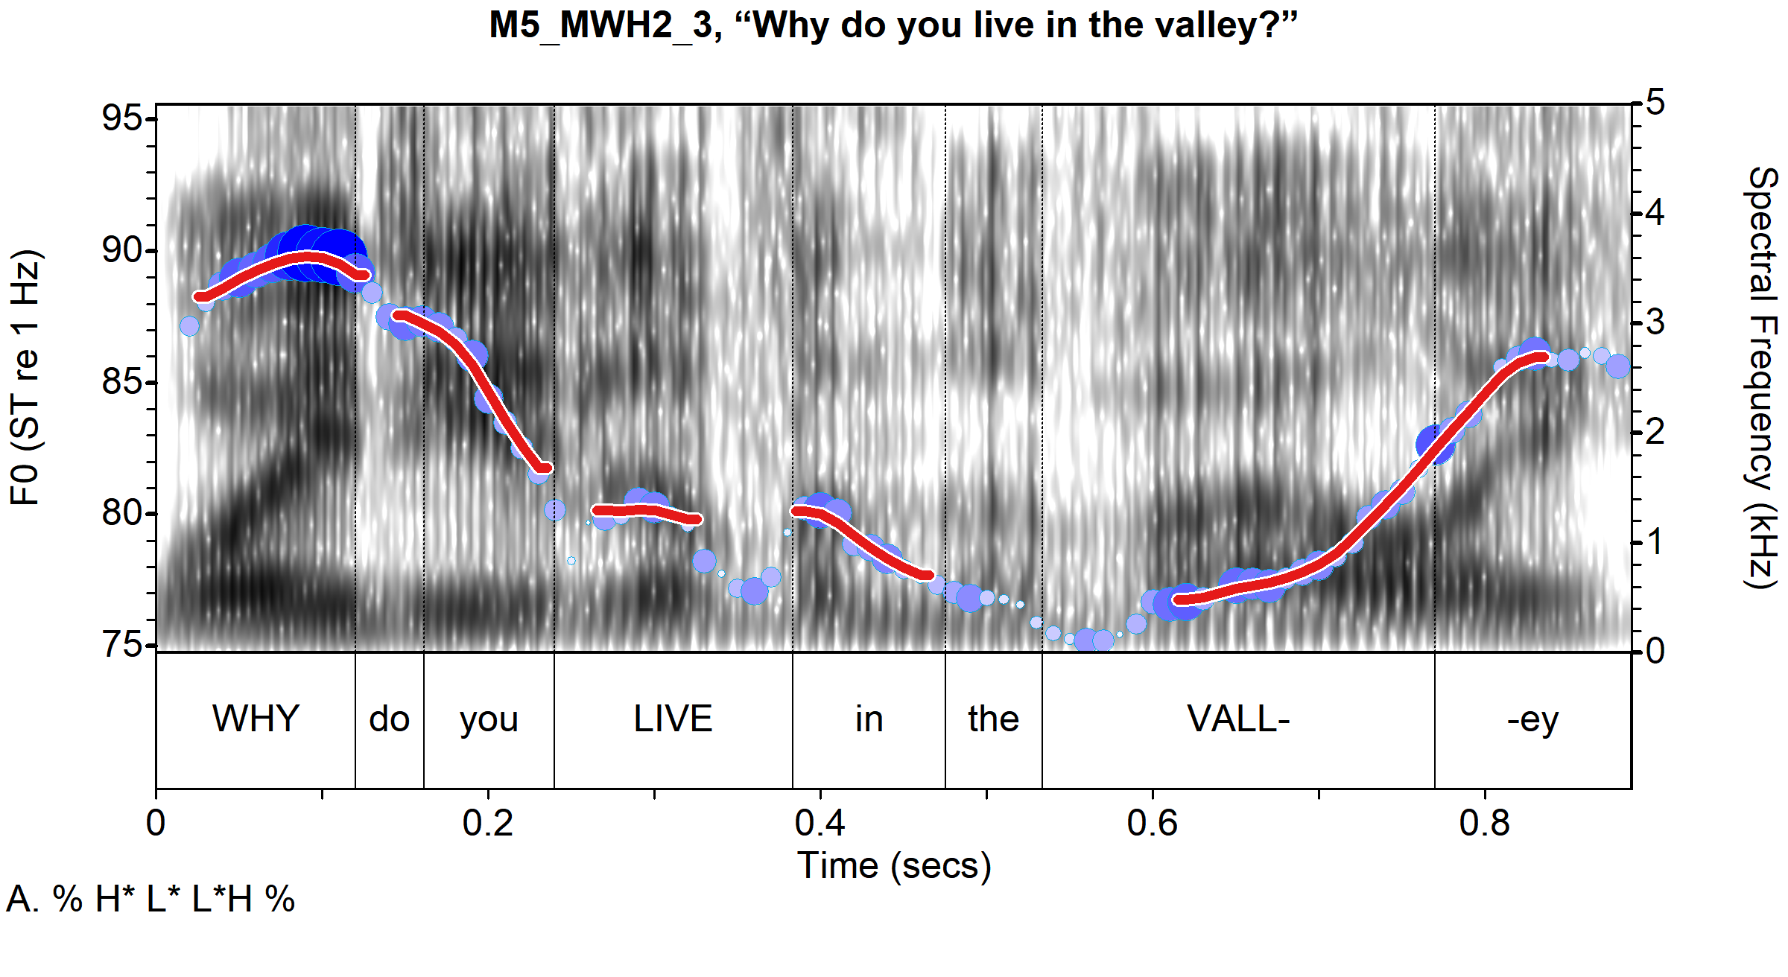 M5_MWH2_3, “Why do you live in the valley?”
F0 (ST re 1 Hz)
95
90
85
80
75
5
4
3
2
1
0
Spectral Frequency (kHz)
WHY do you LIVE in the VALL- -ey
0 0.2 0.4 0.6 0.8
Time (secs)
A. % H* L* L*H %